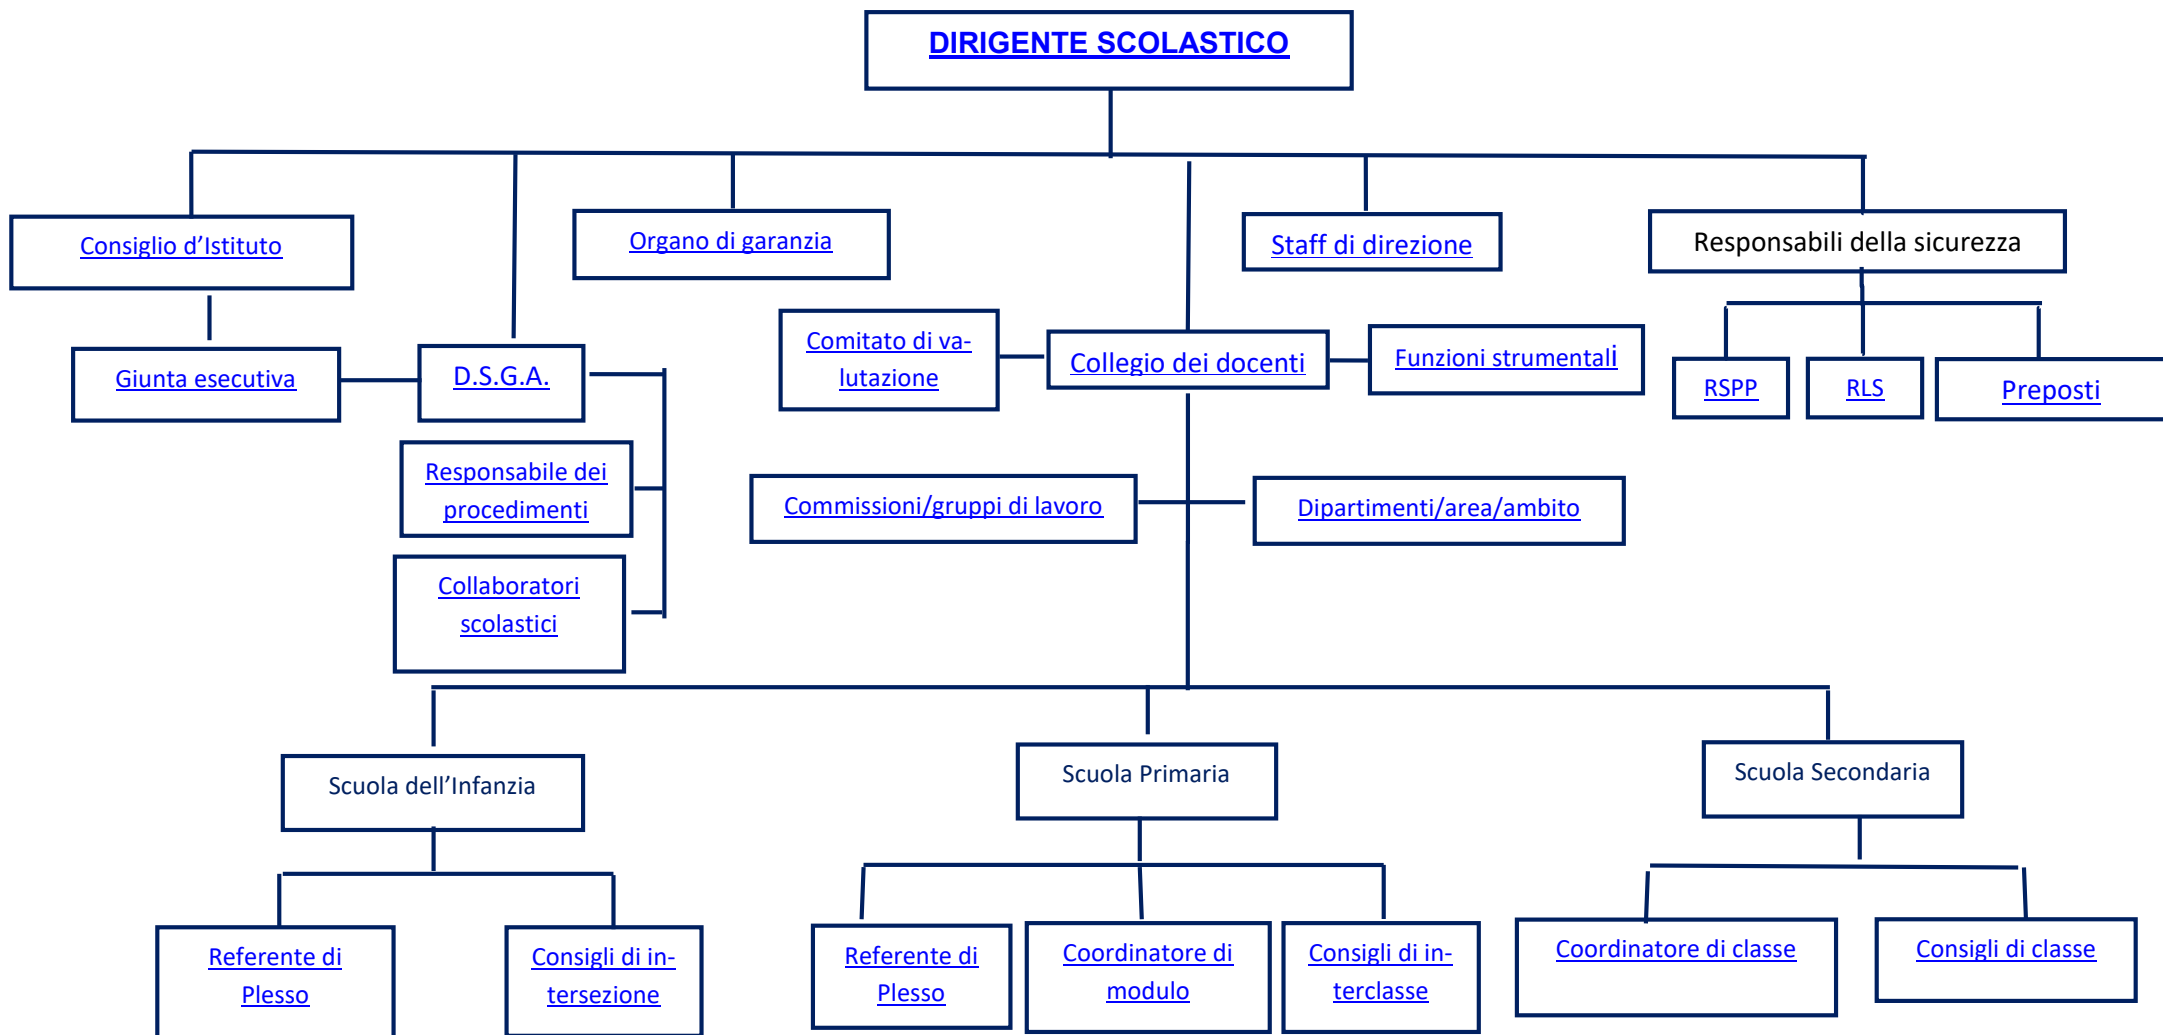 DIRIGENTE SCOLASTICO
Consiglio d’Istituto
Organo di garanzia
Staff di direzione
Responsabili della sicurezza
Giunta esecutiva
D.S.G.A.
Comitato di va-
lutazione
Collegio dei docenti
Funzioni strumentali
RSPP
RLS
Preposti
Responsabile dei
procedimenti
Commissioni/gruppi di lavoro
Dipartimenti/area/ambito
Collaboratori
scolastici
Scuola dell’Infanzia
Scuola Primaria
Scuola Secondaria
Referente di
Plesso
Consigli di in-
tersezione
Referente di
Plesso
Coordinatore di
modulo
Consigli di in-
terclasse
Coordinatore di classe
Consigli di classe